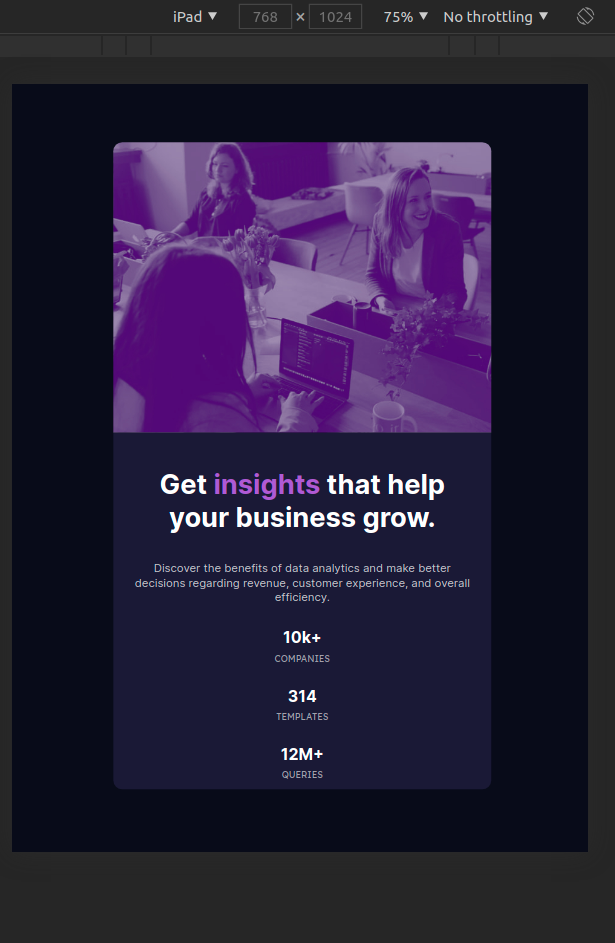 iPad ▼ 768 × 1024 75% ▼ No throttling ▼
Get insights that help
your business grow.
Discover the benefits of data analytics and make better
decisions regarding revenue, customer experience, and overall
efficiency.
10k+
COMPANIES
314
TEMPLATES
12M+
QUERIES